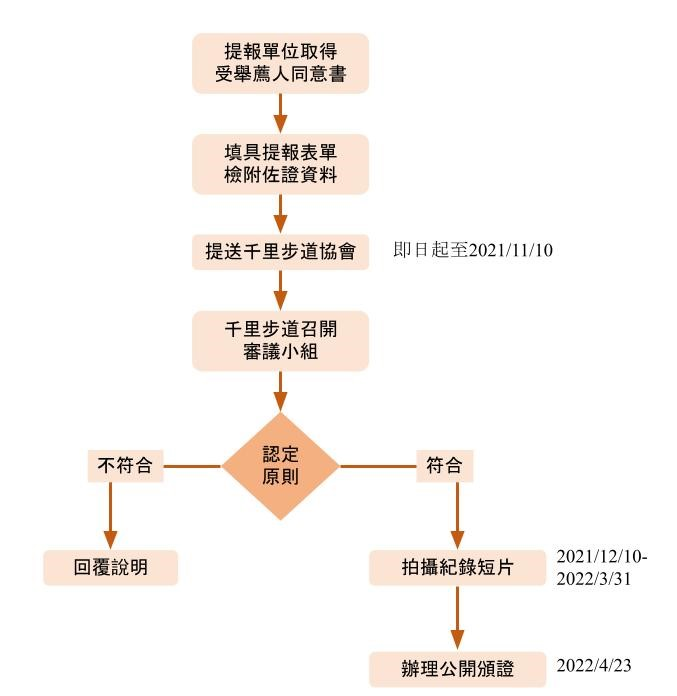 提報單位取得
受舉薦人同意書
填具提報表單
檢附佐證資料
提送千里步道協會
即日起至2021/11/10
千里步道召開
審議小組
認定
原則
不符合
符合
回覆說明
拍攝紀錄短片
2021/12/10-
2022/3/31
辦理公開頒證
2022/4/23